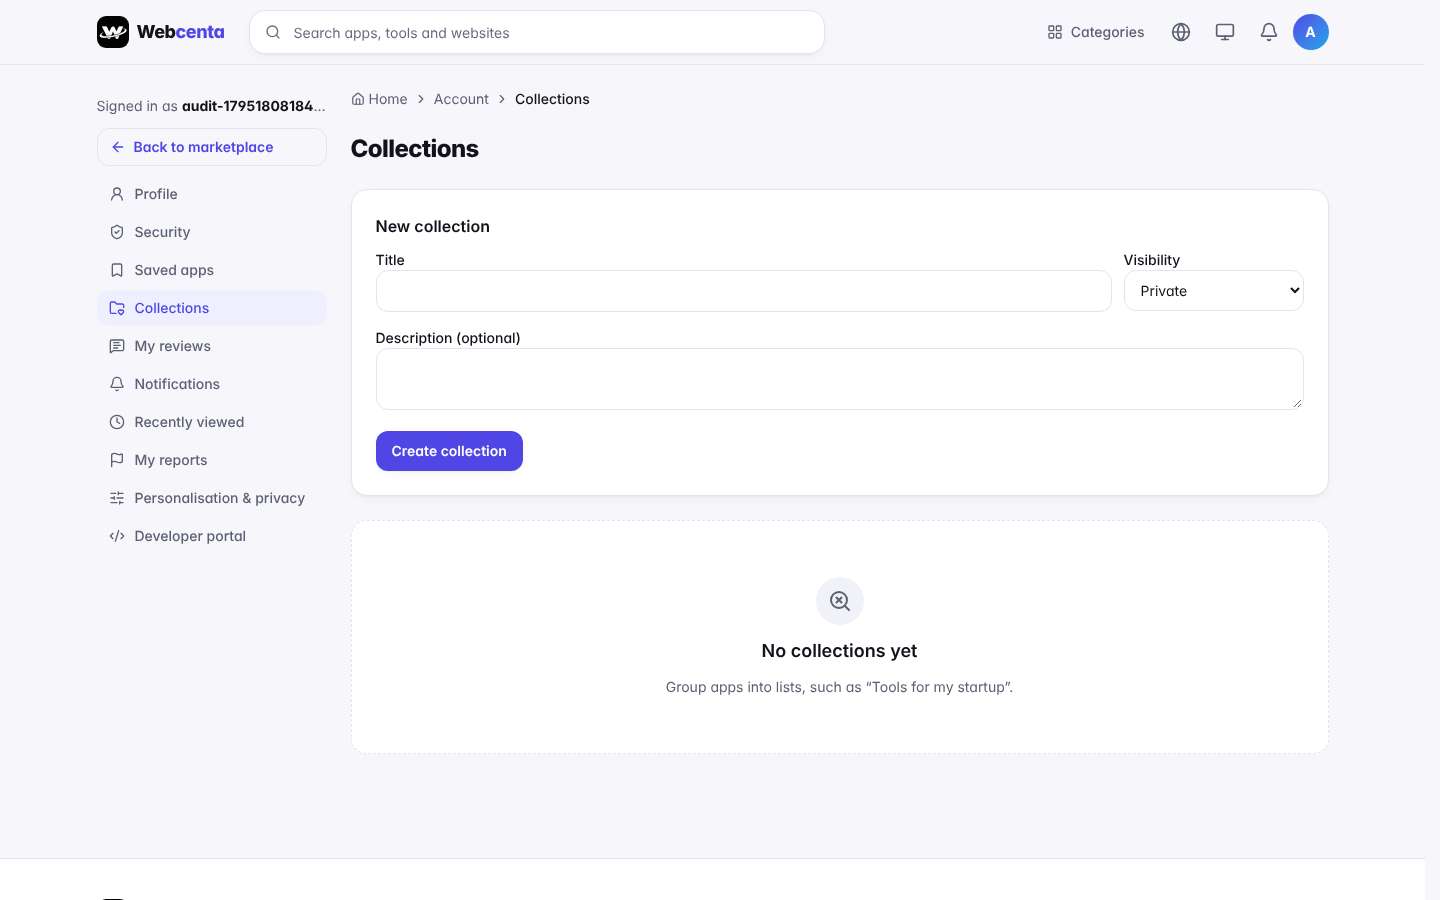 Webcenta
Search apps, tools and websites
Categories
A
Signed in as audit-17951808184...
Back to marketplace
Profile
Security
Saved apps
Collections
My reviews
Notifications
Recently viewed
My reports
Personalisation & privacy
Developer portal
Home > Account > Collections
Collections
New collection
Title
Visibility
Private
Description (optional)
Create collection
No collections yet
Group apps into lists, such as “Tools for my startup”.